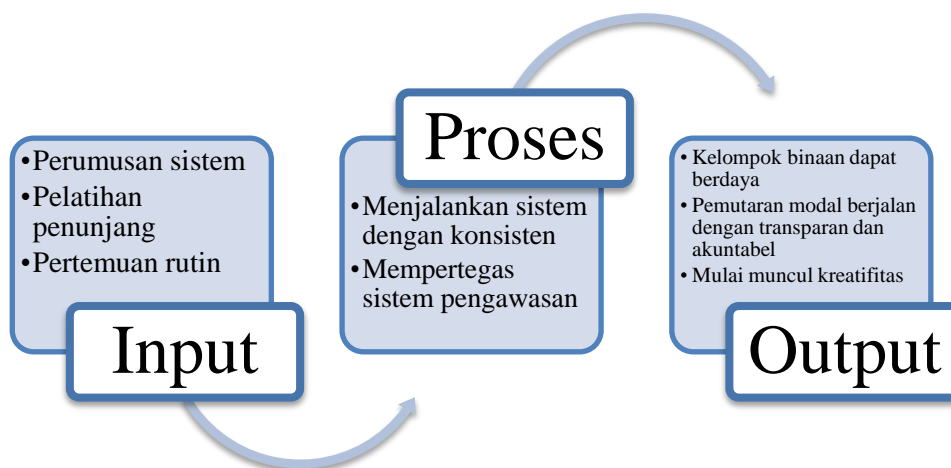 •Perumusan sistem
•Pelatihan
penunjang
•Pertemuan rutin
Input
Proses
•Menjalankan sistem
dengan konsisten
•Mempertegas
sistem pengawasan
• Kelompok binaan dapat
berdaya
• Pemutaran modal berjalan
dengan transparan dan
akuntabel
• Mulai muncul kreatifitas
Output